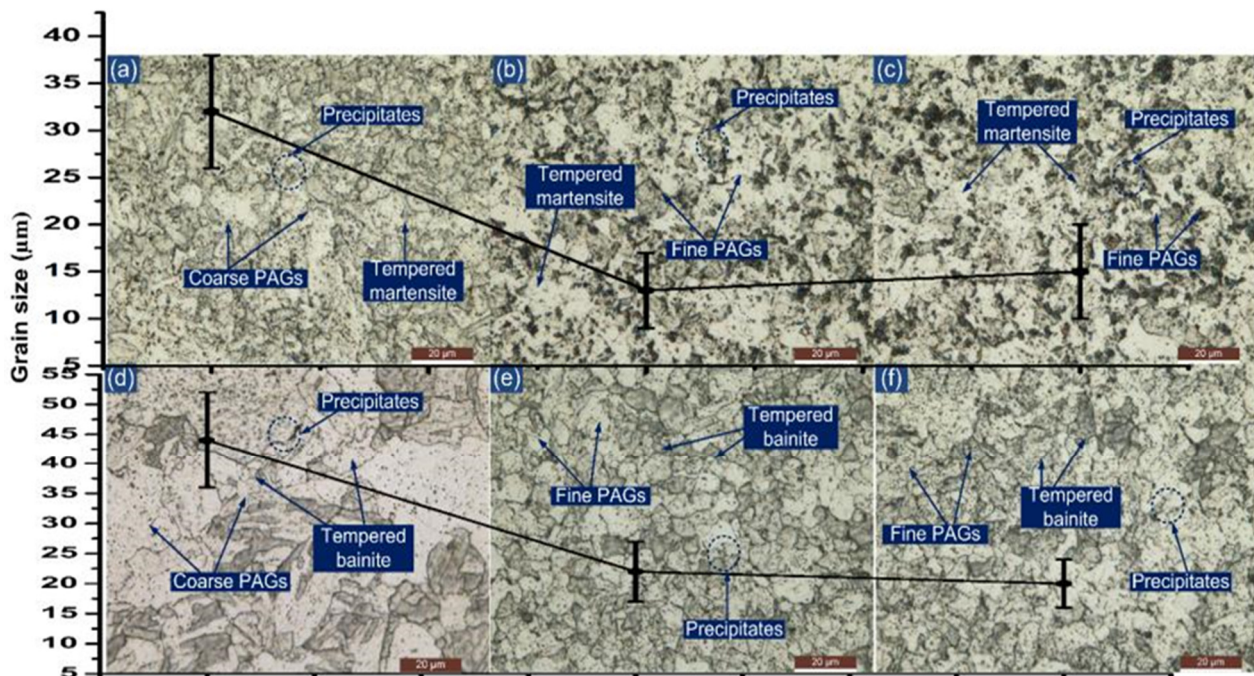 Grain size (µm)
40
35
30
25
20
15
10
5
(a)
Precipitates
Coarse PAGs
Tempered
martensite
20 µm
(b)
Precipitates
Tempered
martensite
Fine PAGs
20 µm
(c)
Tempered
martensite
Precipitates
Fine PAGs
20 µm
55
50
45
40
35
30
25
20
15
10
5
(d)
Precipitates
Tempered
bainite
Coarse PAGs
20 µm
(e)
Tempered
bainite
Fine PAGs
Precipitates
20 µm
(f)
Tempered
bainite
Fine PAGs
Precipitates
20 µm